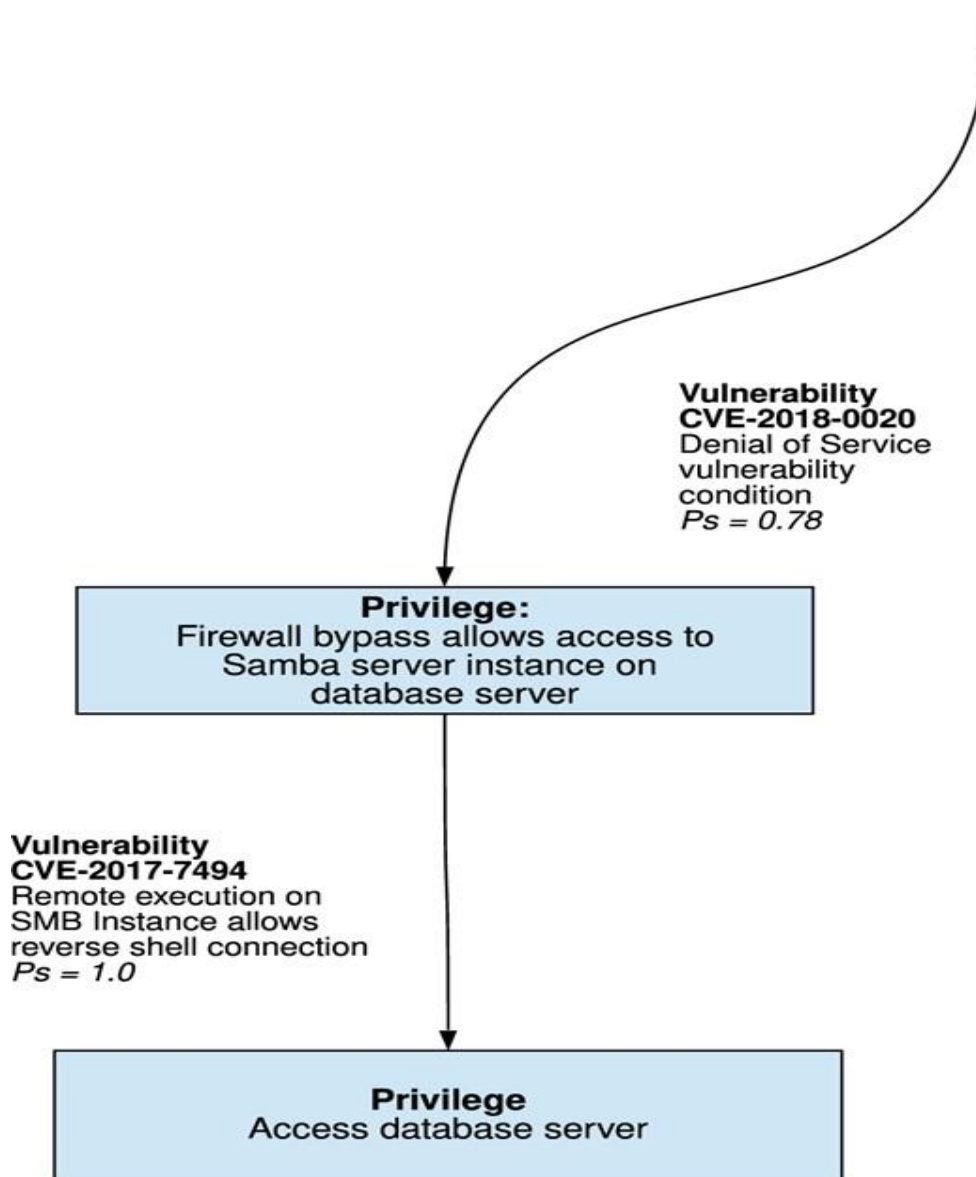 Vulnerability
CVE-2018-0020
Denial of Service
vulnerability
condition
Ps = 0.78
Privilege:
Firewall bypass allows access to
Samba server instance on
database server
Vulnerability
CVE-2017-7494
Remote execution on
SMB Instance allows
reverse shell connection
Ps = 1.0
Privilege
Access database server